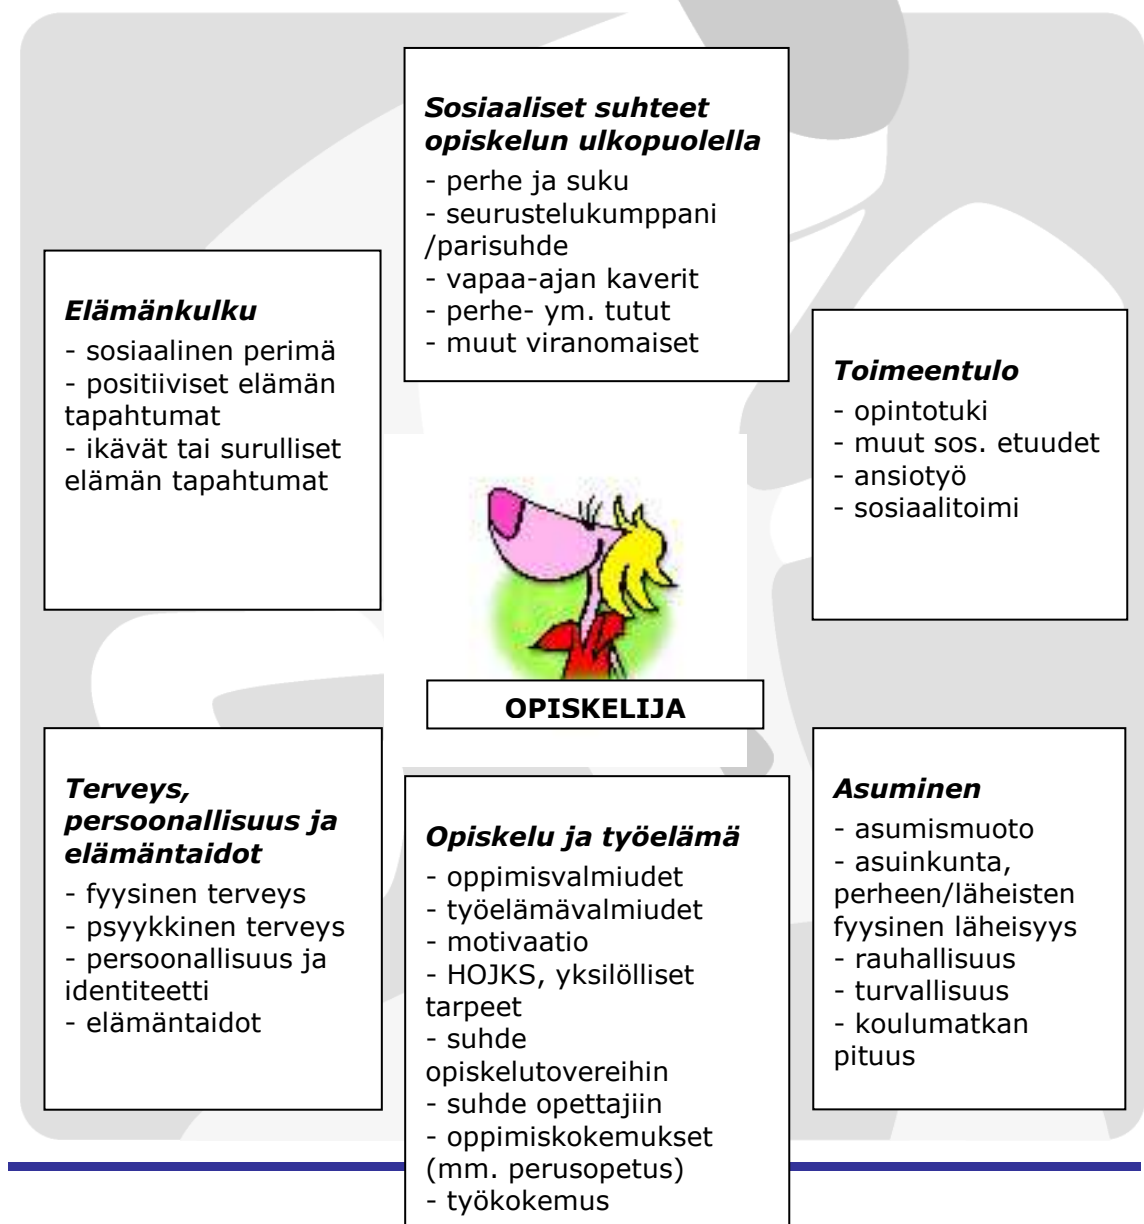 Sosiaaliset suhteet
opiskelun ulkopuolella
- perhe ja suku
- seurustelukumppani
/parisuhde
- vapaa-ajan kaverit
- perhe- ym. tutut
- muut viranomaiset
Elämänkulku
- sosiaalinen perimä
- positiiviset elämän
tapahtumat
- ikävät tai surulliset
elämän tapahtumat
Toimeentulo
- opintotuki
- muut sos. etuudet
- ansiotyö
- sosiaalitoimi
OPISKELIJA
Terveys,
persoonallisuus ja
elämäntaidot
- fyysinen terveys
- psyykkinen terveys
- persoonallisuus ja
identiteetti
- elämäntaidot
Opiskelu ja työelämä
- oppimisvalmiudet
- työelämävalmiudet
- motivaatio
- HOJKS, yksilölliset
tarpeet
- suhde
opiskelutovereihin
- suhde opettajiin
- oppimiskokemukset
(mm. perusopetus)
- työkokemus
Asuminen
- asumismuoto
- asuinkunta,
perheen/läheisten
fyysinen läheisyys
- rauhallisuus
- turvallisuus
- koulumatkan
pituus